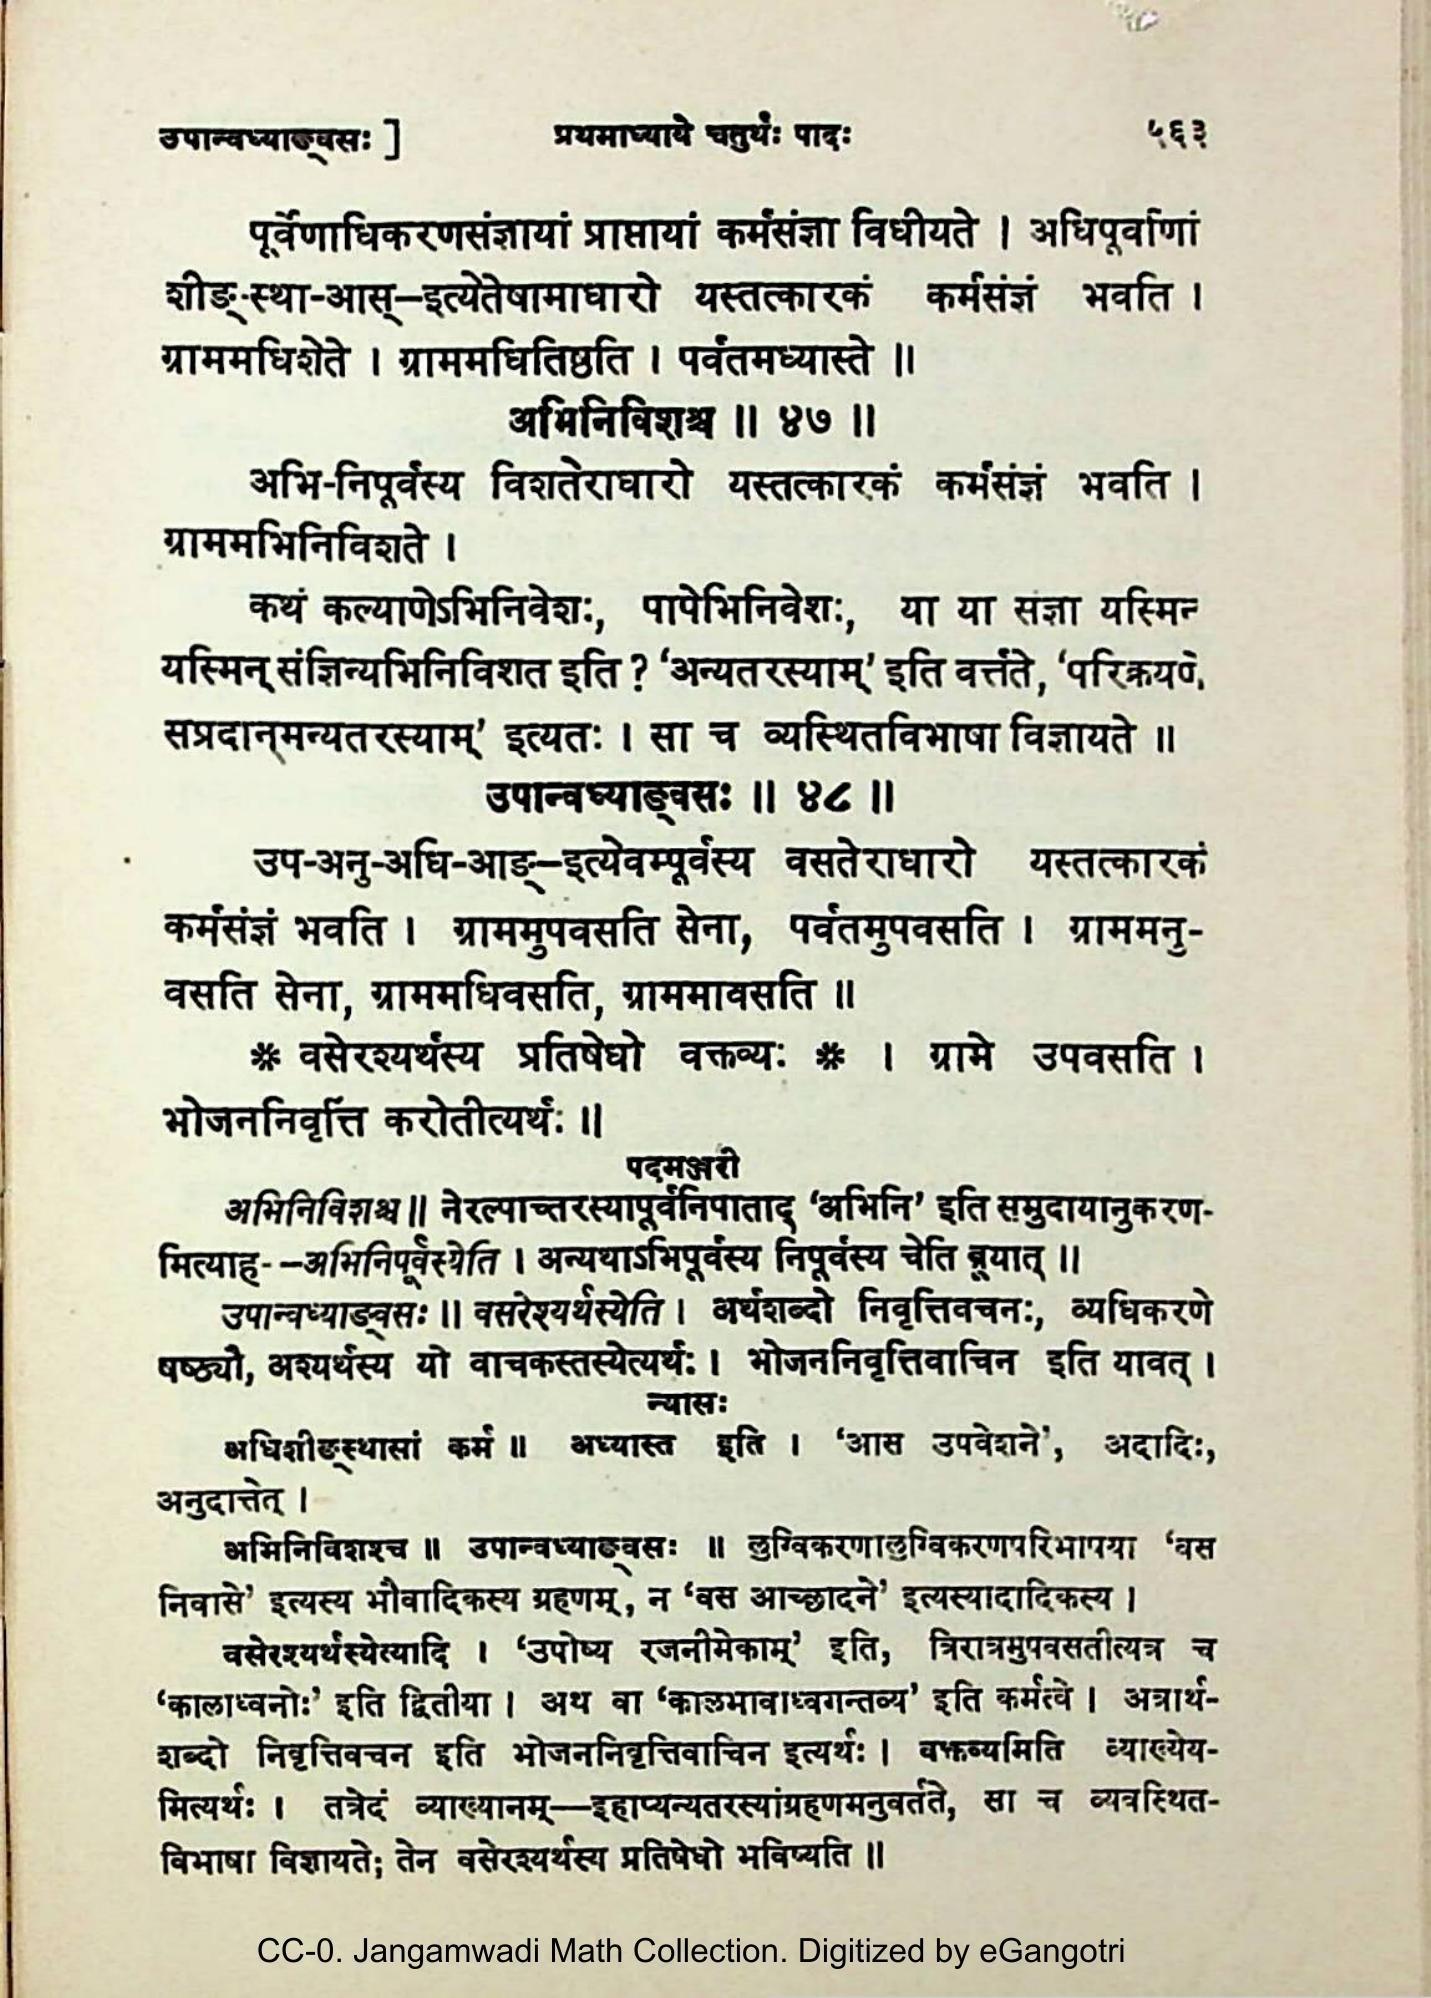 उपान्वध्याङ्वसः ] प्रथमाध्याये चतुर्थः पादः ५६३
पूर्वेणाधिकरणसंज्ञायां प्राप्तायां कर्मसंज्ञा विधीयते । अधिपूर्वाणां
शीङ्-स्था-आस्—इत्येतेषामाधारो यस्तत्कारकं कर्मसंज्ञं भवति ।
ग्राममधिशेते । ग्राममधितिष्ठति । पर्वतमध्यास्ते ॥
अभिनिविशश्च ॥ ४७ ॥
अभि-निपूर्वस्य विशतेराधारो यस्तत्कारकं कर्मसंज्ञं भवति ।
ग्राममभिनिविशते ।
कथं कल्याणेऽभिनिवेशः, पापेभिनिवेशः, या या संज्ञा यस्मिन
यस्मिन् संज्ञिन्यभिनिविशत इति ? ‘अन्यतरस्याम्’ इति वर्त्तते, ‘परिक्रयणे
सप्रदान्मन्यतरस्याम्’ इत्यतः । सा च व्यस्थितविभाषा विज्ञायते ॥
उपान्वध्याङ्वसः ॥ ४८ ॥
उप-अनु-अधि-आङ्—इत्येवम्पूर्वस्य वसतेराधारो यस्तत्कारकं
कर्मसंज्ञं भवति । ग्राममुपवसति सेना, पर्वतमुपवसति । ग्राममनु-
वसति सेना, ग्राममधिवसति, ग्राममावसति ॥
❋ वसेरश्यर्थस्य प्रतिषेधो वक्तव्यः ❋ । ग्रामे उपवसति ।
भोजननिवृत्ति करोतीत्यर्थः ॥
पदमञ्जरी
अभिनिविशश्च ॥ नेरल्पाच्तरस्यापूर्वनिपाताद् ‘अभिनि’ इति समुदायानुकरण-
मित्याह- –अभिनिपूर्वस्येति । अन्यथाऽभिपूर्वस्य निपूर्वस्य चेति ब्रूयात् ॥
उपान्वध्याङ्वसः ॥ वसरेश्यर्थस्येति । अर्थशब्दो निवृत्तिवचनः, व्यधिकरणे
षष्ठ्यौ, अश्यर्थस्य यो वाचकस्तस्येत्यर्थः । भोजननिवृत्तिवाचिन इति यावत् ।
न्यासः
अधिशीङ्स्थासां कर्म ॥ अध्यास्त इति । ‘आस उपवेशने’, अदादिः,
अनुदात्तेत् ।
अभिनिविशश्च ॥ उपान्वध्याङ्वसः ॥ लुग्विकरणालुग्विकरणपरिभाषया ‘वस
निवासे’ इत्यस्य भौवादिकस्य ग्रहणम्, न ‘वस आच्छादने’ इत्यस्यादादिकस्य ।
वसेरश्यर्थस्येत्यादि । ‘उपोष्य रजनीमेकाम्’ इति, त्रिरात्रमुपवसतीत्यत्र च
‘कालाध्वनोः’ इति द्वितीया । अथ वा ‘कालभावाध्वगन्तव्य’ इति कर्मत्वे । अत्रार्थ-
शब्दो निवृत्तिवचन इति भोजननिवृत्तिवाचिन इत्यर्थः । वक्तव्यमिति व्याख्येय-
मित्यर्थः । तत्रेदं व्याख्यानम्—इहाप्यन्यतरस्यांग्रहणमनुवर्तते, सा च व्यवस्थित-
विभाषा विज्ञायते; तेन वसेरश्यर्थस्य प्रतिषेधो भविष्यति ॥
CC-0. Jangamwadi Math Collection. Digitized by eGangotri